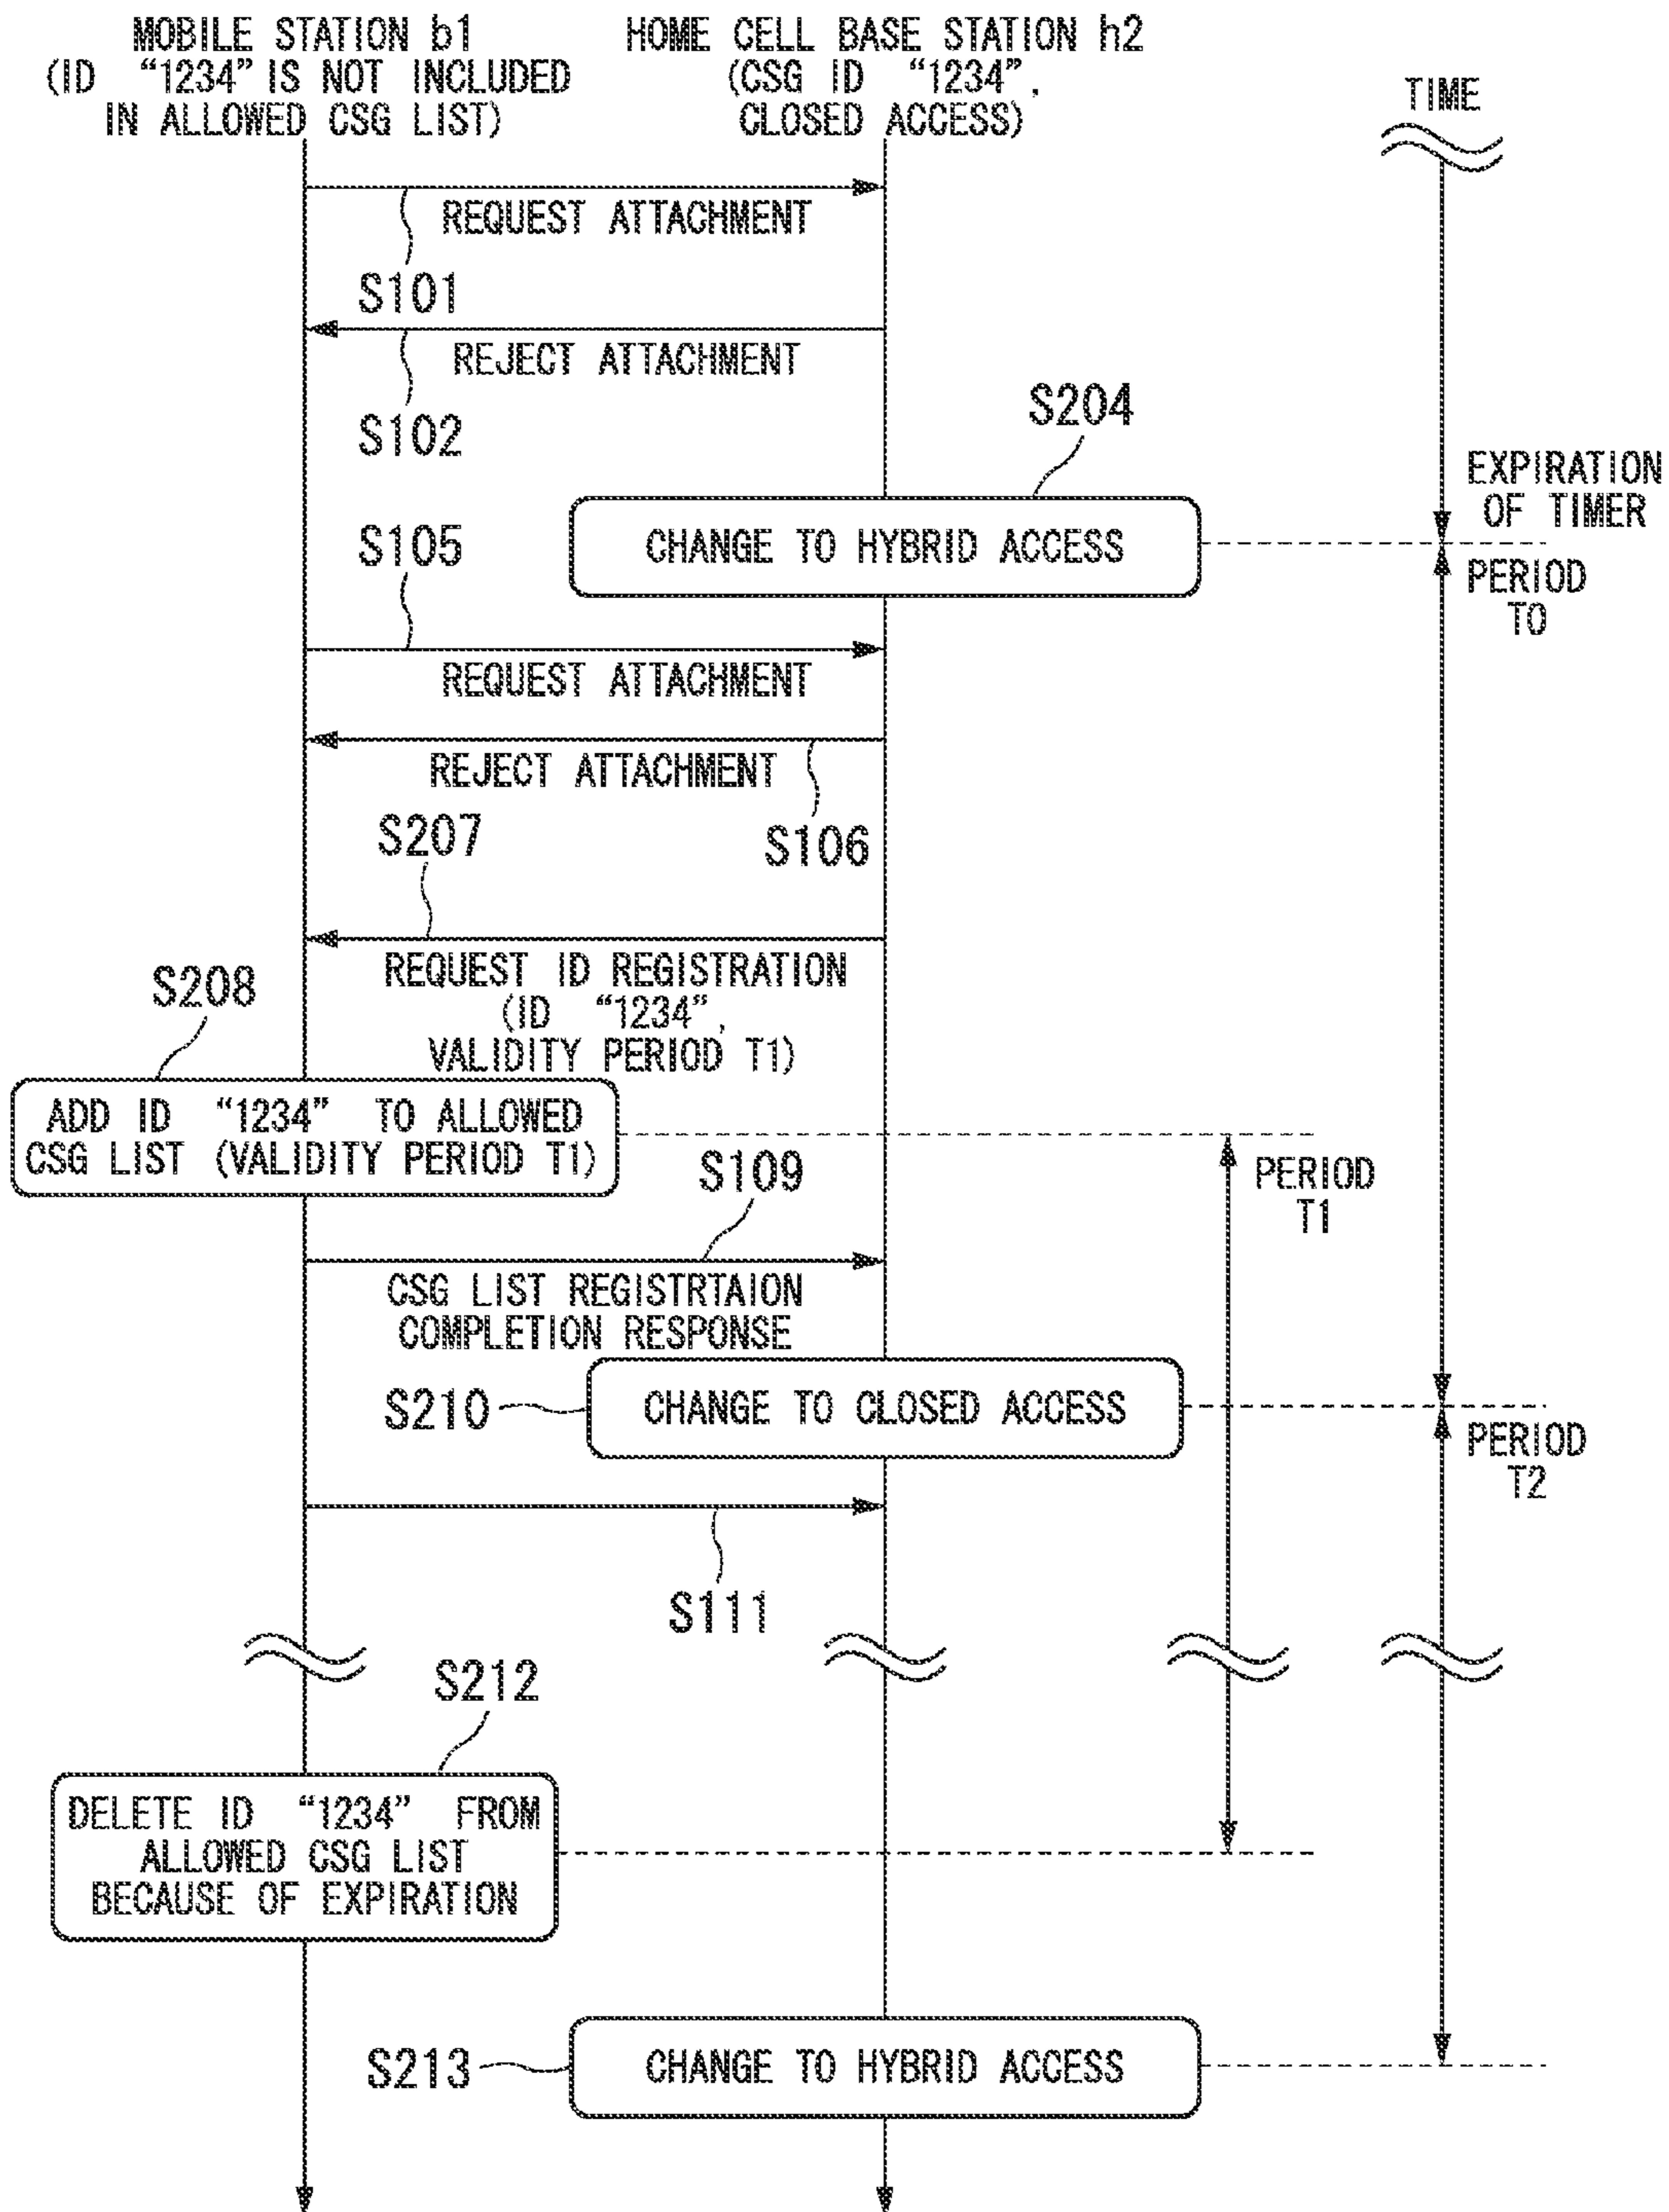 MOBILE STATION b1
(ID "1234" IS NOT INCLUDED
IN ALLOWED CSG LIST)
HOME CELL BASE STATION h2
(CSG ID "1234",
CLOSED ACCESS)
TIME
REQUEST ATTACHMENT
S101
REJECT ATTACHMENT
S102
S204
CHANGE TO HYBRID ACCESS
EXPIRATION
OF TIMER
PERIOD
T0
S105
REQUEST ATTACHMENT
REJECT ATTACHMENT
S106
S207
REQUEST ID REGISTRATION
(ID "1234",
VALIDITY PERIOD T1)
S208
ADD ID "1234" TO ALLOWED
CSG LIST (VALIDITY PERIOD T1)
PERIOD
T1
S109
CSG LIST REGISTRTAION
COMPLETION RESPONSE
S210
CHANGE TO CLOSED ACCESS
PERIOD
T2
S111
S212
DELETE ID "1234" FROM
ALLOWED CSG LIST
BECAUSE OF EXPIRATION
S213
CHANGE TO HYBRID ACCESS